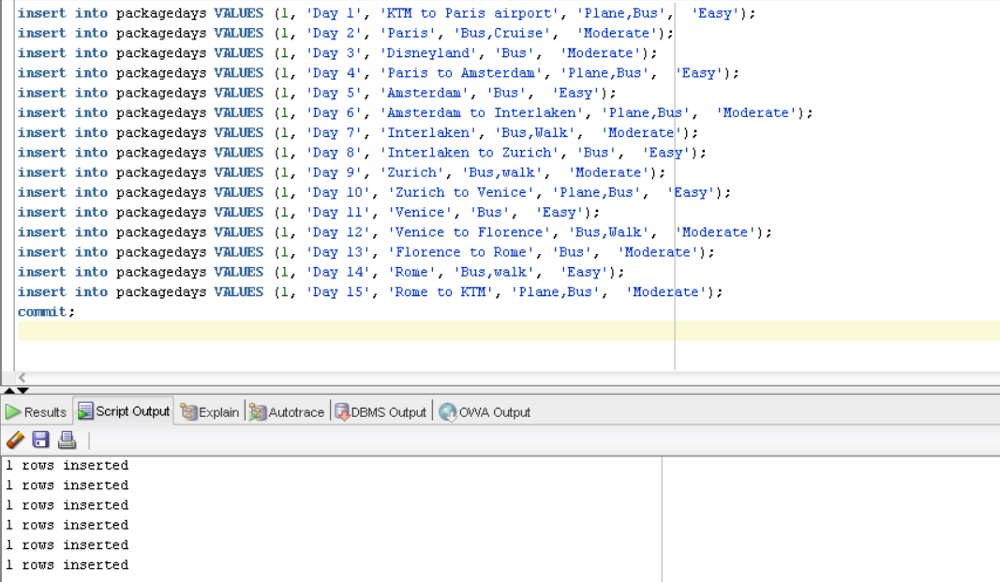 insert into packagedays VALUES (1, 'Day 1', 'KTM to Paris airport', 'Plane,Bus',  'Easy');
insert into packagedays VALUES (1, 'Day 2', 'Paris', 'Bus,Cruise',  'Moderate');
insert into packagedays VALUES (1, 'Day 3', 'Disneyland', 'Bus',  'Moderate');
insert into packagedays VALUES (1, 'Day 4', 'Paris to Amsterdam', 'Plane,Bus',  'Easy');
insert into packagedays VALUES (1, 'Day 5', 'Amsterdam', 'Bus',  'Easy');
insert into packagedays VALUES (1, 'Day 6', 'Amsterdam to Interlaken', 'Plane,Bus',  'Moderate');
insert into packagedays VALUES (1, 'Day 7', 'Interlaken', 'Bus,Walk',  'Moderate');
insert into packagedays VALUES (1, 'Day 8', 'Interlaken to Zurich', 'Bus',  'Easy');
insert into packagedays VALUES (1, 'Day 9', 'Zurich', 'Bus,walk',  'Moderate');
insert into packagedays VALUES (1, 'Day 10', 'Zurich to Venice', 'Plane,Bus',  'Easy');
insert into packagedays VALUES (1, 'Day 11', 'Venice', 'Bus',  'Easy');
insert into packagedays VALUES (1, 'Day 12', 'Venice to Florence', 'Bus,Walk',  'Moderate');
insert into packagedays VALUES (1, 'Day 13', 'Florence to Rome', 'Bus',  'Moderate');
insert into packagedays VALUES (1, 'Day 14', 'Rome', 'Bus,walk',  'Easy');
insert into packagedays VALUES (1, 'Day 15', 'Rome to KTM', 'Plane,Bus',  'Moderate');
commit;
Results Script Output Explain Autotrace DBMS Output OWA Output
1 rows inserted
1 rows inserted
1 rows inserted
1 rows inserted
1 rows inserted
1 rows inserted